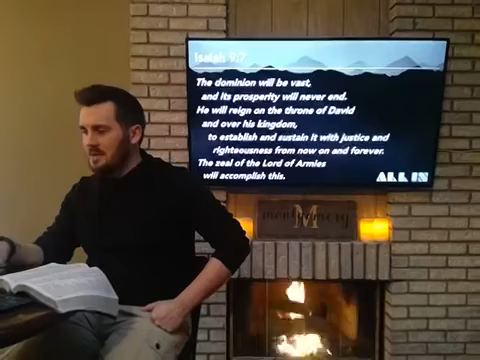 Isaiah 9:7
The dominion will be vast,
and its prosperity will never end.
He will reign on the throne of David
and over his kingdom,
to establish and sustain it with justice and
righteousness from now on and forever.
The zeal of the Lord of Armies
will accomplish this.
ALL IN
M
montgomery